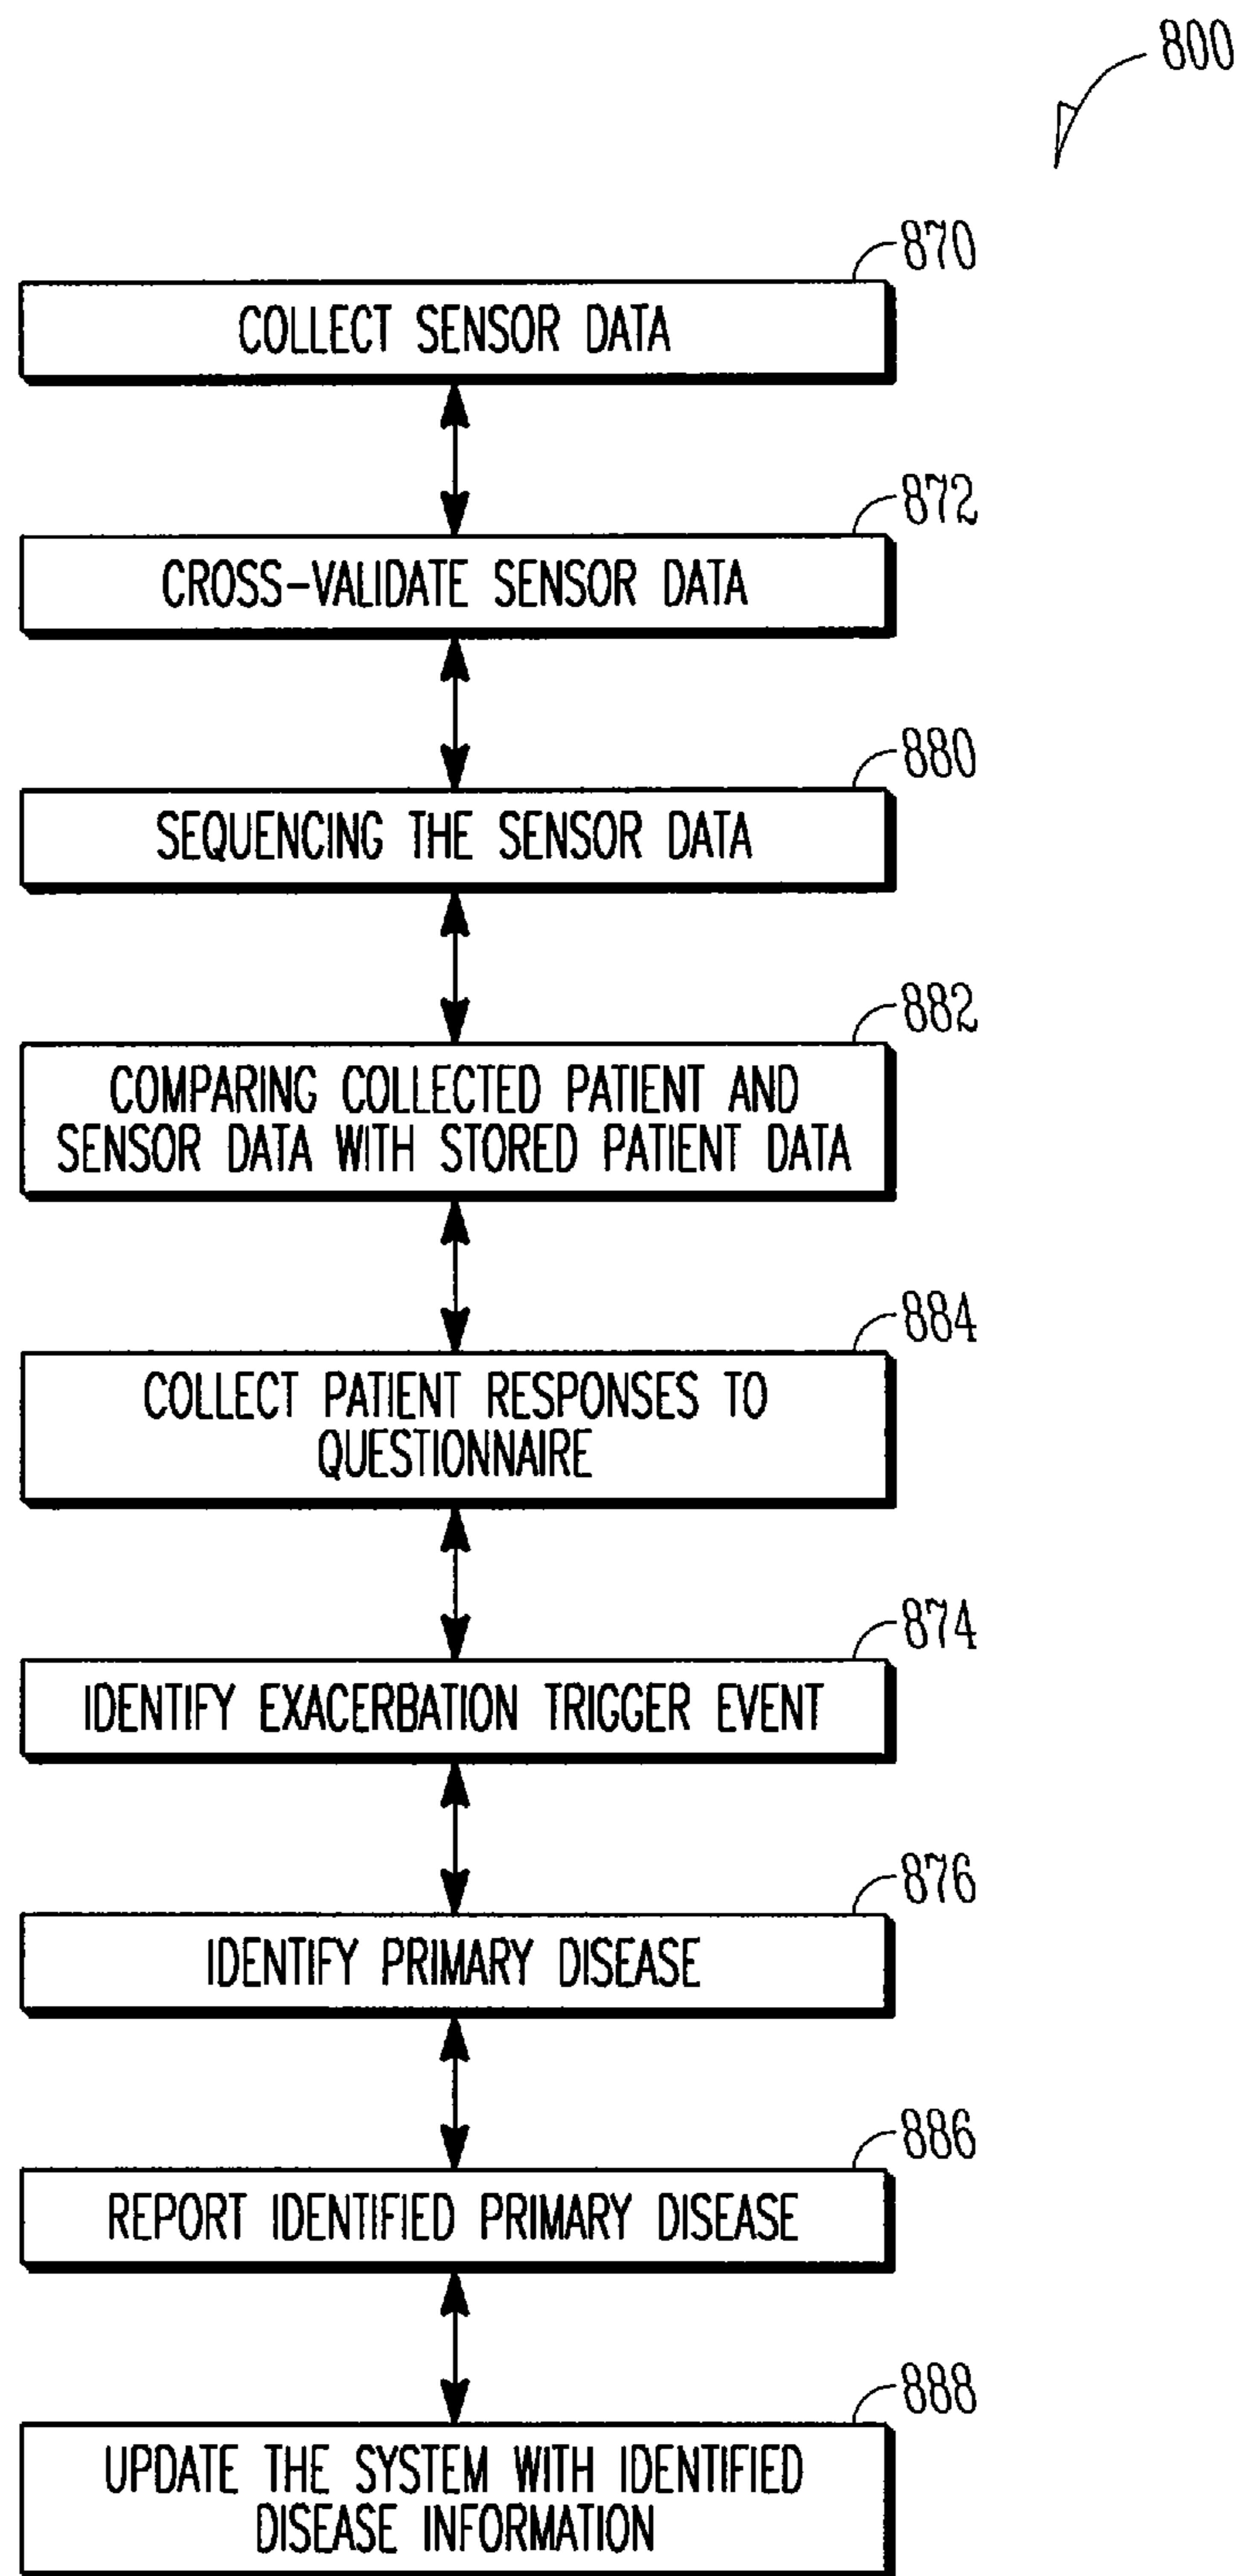 800
870
COLLECT SENSOR DATA
872
CROSS-VALIDATE SENSOR DATA
880
SEQUENCING THE SENSOR DATA
882
COMPARING COLLECTED PATIENT AND
SENSOR DATA WITH STORED PATIENT DATA
884
COLLECT PATIENT RESPONSES TO
QUESTIONNAIRE
874
IDENTIFY EXACERBATION TRIGGER EVENT
876
IDENTIFY PRIMARY DISEASE
886
REPORT IDENTIFIED PRIMARY DISEASE
888
UPDATE THE SYSTEM WITH IDENTIFIED
DISEASE INFORMATION